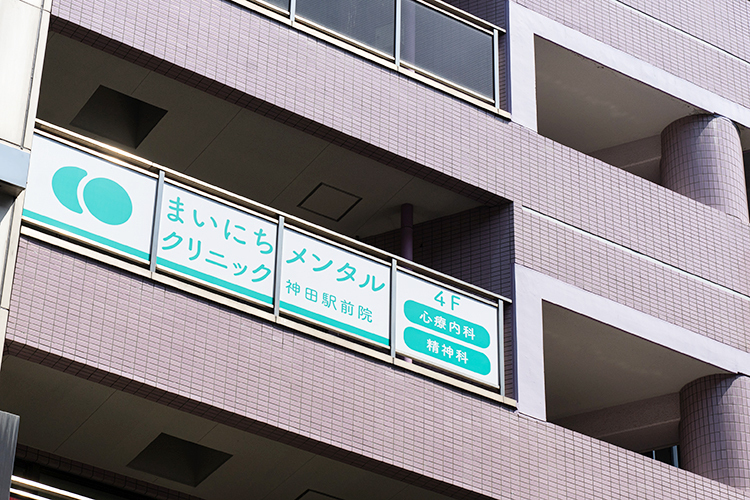 まいにち
クリニック
メンタル
神田駅前院
4F
心療内科
精神科